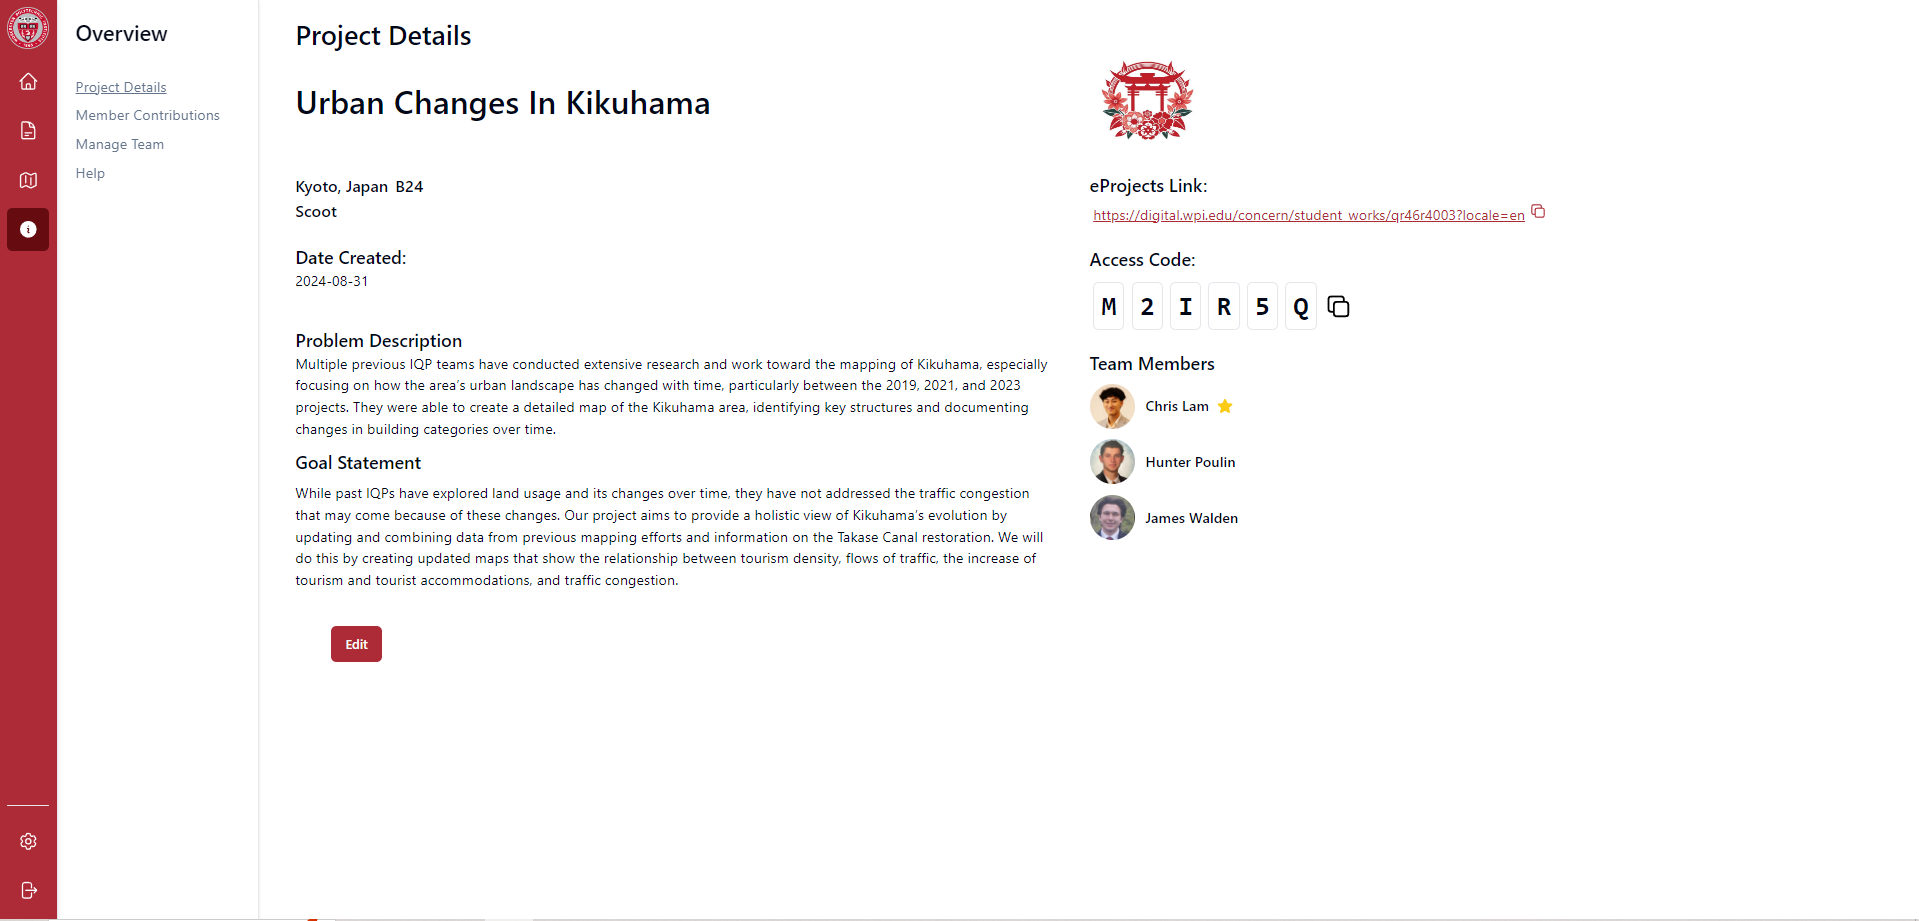 Overview
Project Details
Member Contributions
Manage Team
Help
Project Details
Urban Changes In Kikuhama
Kyoto, Japan B24
Scoot
Date Created:
2024-08-31
Problem Description
Multiple previous IQP teams have conducted extensive research and work toward the mapping of Kikuhama, especially
focusing on how the area's urban landscape has changed with time, particularly between the 2019, 2021, and 2023
projects. They were able to create a detailed map of the Kikuhama area, identifying key structures and documenting
changes in building categories over time.
Goal Statement
While past IQPs have explored land usage and its changes over time, they have not addressed the traffic congestion
that may come because of these changes. Our project aims to provide a holistic view of Kikuhama's evolution by
updating and combining data from previous mapping efforts and information on the Takase Canal restoration. We will
do this by creating updated maps that show the relationship between tourism density, flows of traffic, the increase of
tourism and tourist accommodations, and traffic congestion.
Edit
eProjects Link:
https://digital.wpi.edu/concern/student_works/qr46r4003?locale=en
Access Code:
M 2 I R 5 Q
Team Members
Chris Lam
Hunter Poulin
James Walden